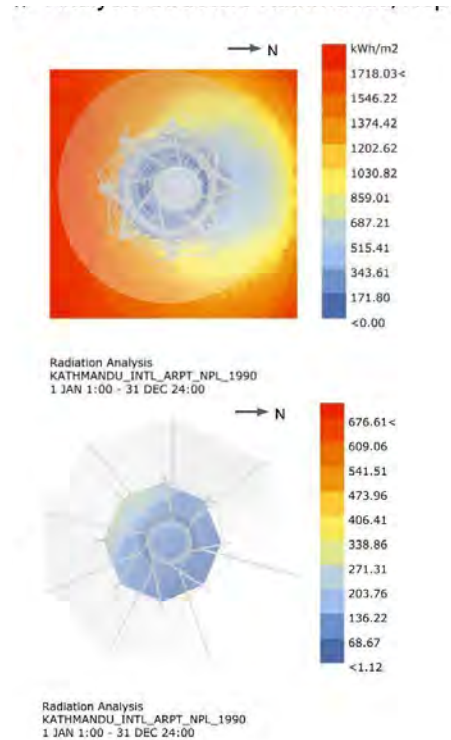 N
kWh/m2
1718.03<
1546.22
1374.42
1202.62
1030.82
859.01
687.21
515.41
343.61
171.80
<0.00
Radiation Analysis
KATHMANDU_INTL_ARPT_NPL_1990
1 JAN 1:00 - 31 DEC 24:00
N
676.61<
609.06
541.51
473.96
406.41
338.86
271.31
203.76
136.22
68.67
<1.12
Radiation Analysis
KATHMANDU_INTL_ARPT_NPL_1990
1 JAN 1:00 - 31 DEC 24:00